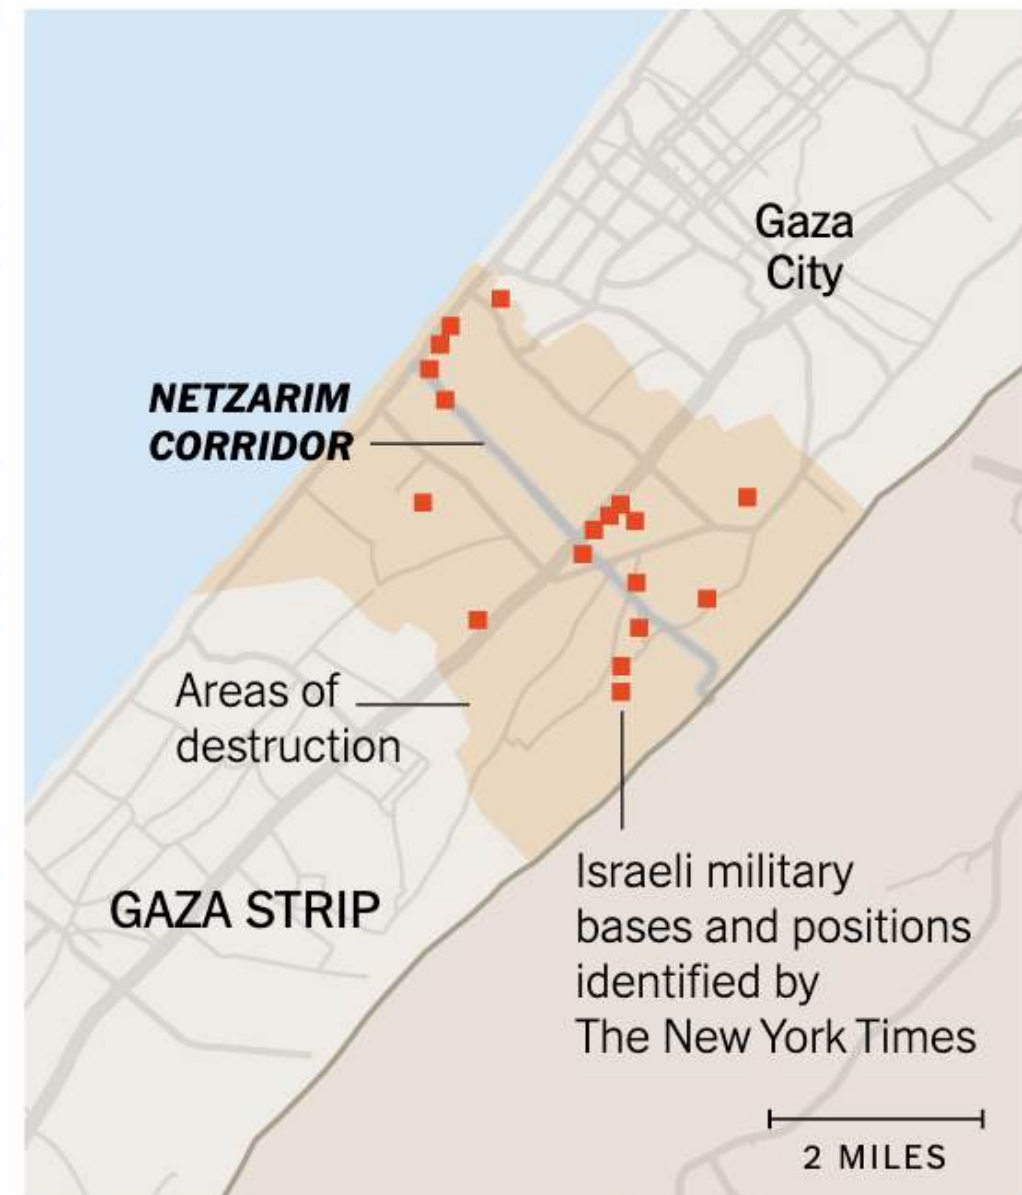 Gaza
City
NETZARIM
CORRIDOR
Areas of
destruction
GAZA STRIP
Israeli military
bases and positions
identified by
The New York Times
2 MILES